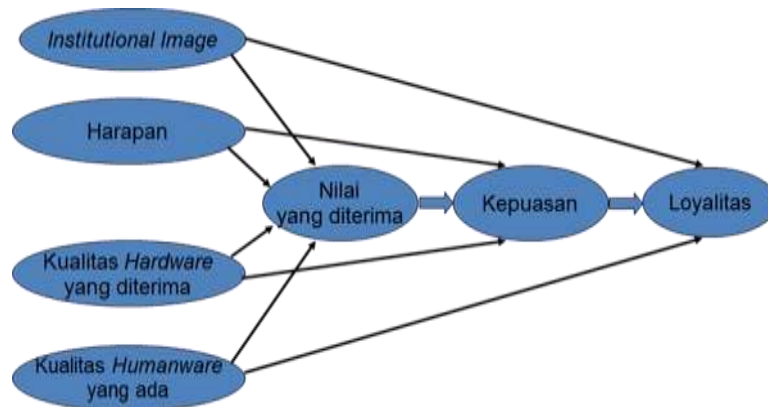 Institutional Image
Harapan
Nilai
yang diterima
Kepuasan
Loyalitas
Kualitas Hardware
yang diterima
Kualitas Humanware
yang ada